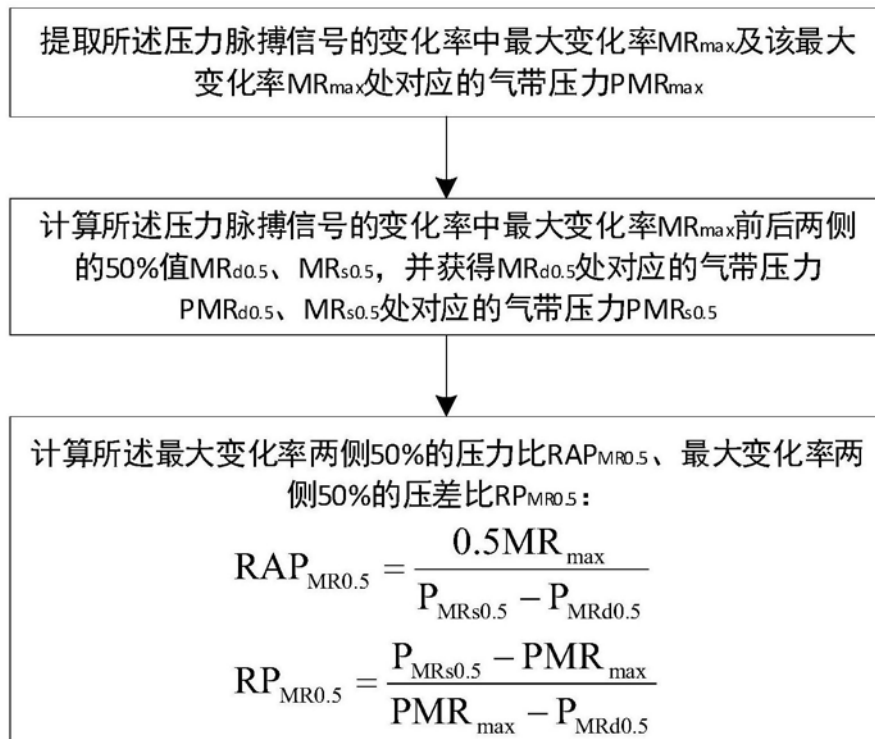 提取所述压力脉搏信号的变化率中最大变化率MRmax及该最大
变化率MRmax处对应的气带压力PMRmax
计算所述压力脉搏信号的变化率中最大变化率MRmax前后两侧
的50%值MRd0.5、MRs0.5，并获得MRd0.5处对应的气带压力
PMRd0.5、MRs0.5处对应的气带压力PMRs0.5
计算所述最大变化率两侧50%的压力比RAPMR0.5、最大变化率两
侧50%的压差比RPMR0.5：
RAP_MR0.5 = 0.5MR_max / (P_MRs0.5 − P_MRd0.5)
RP_MR0.5 = (P_MRs0.5 − PMR_max) / (PMR_max − P_MRd0.5)